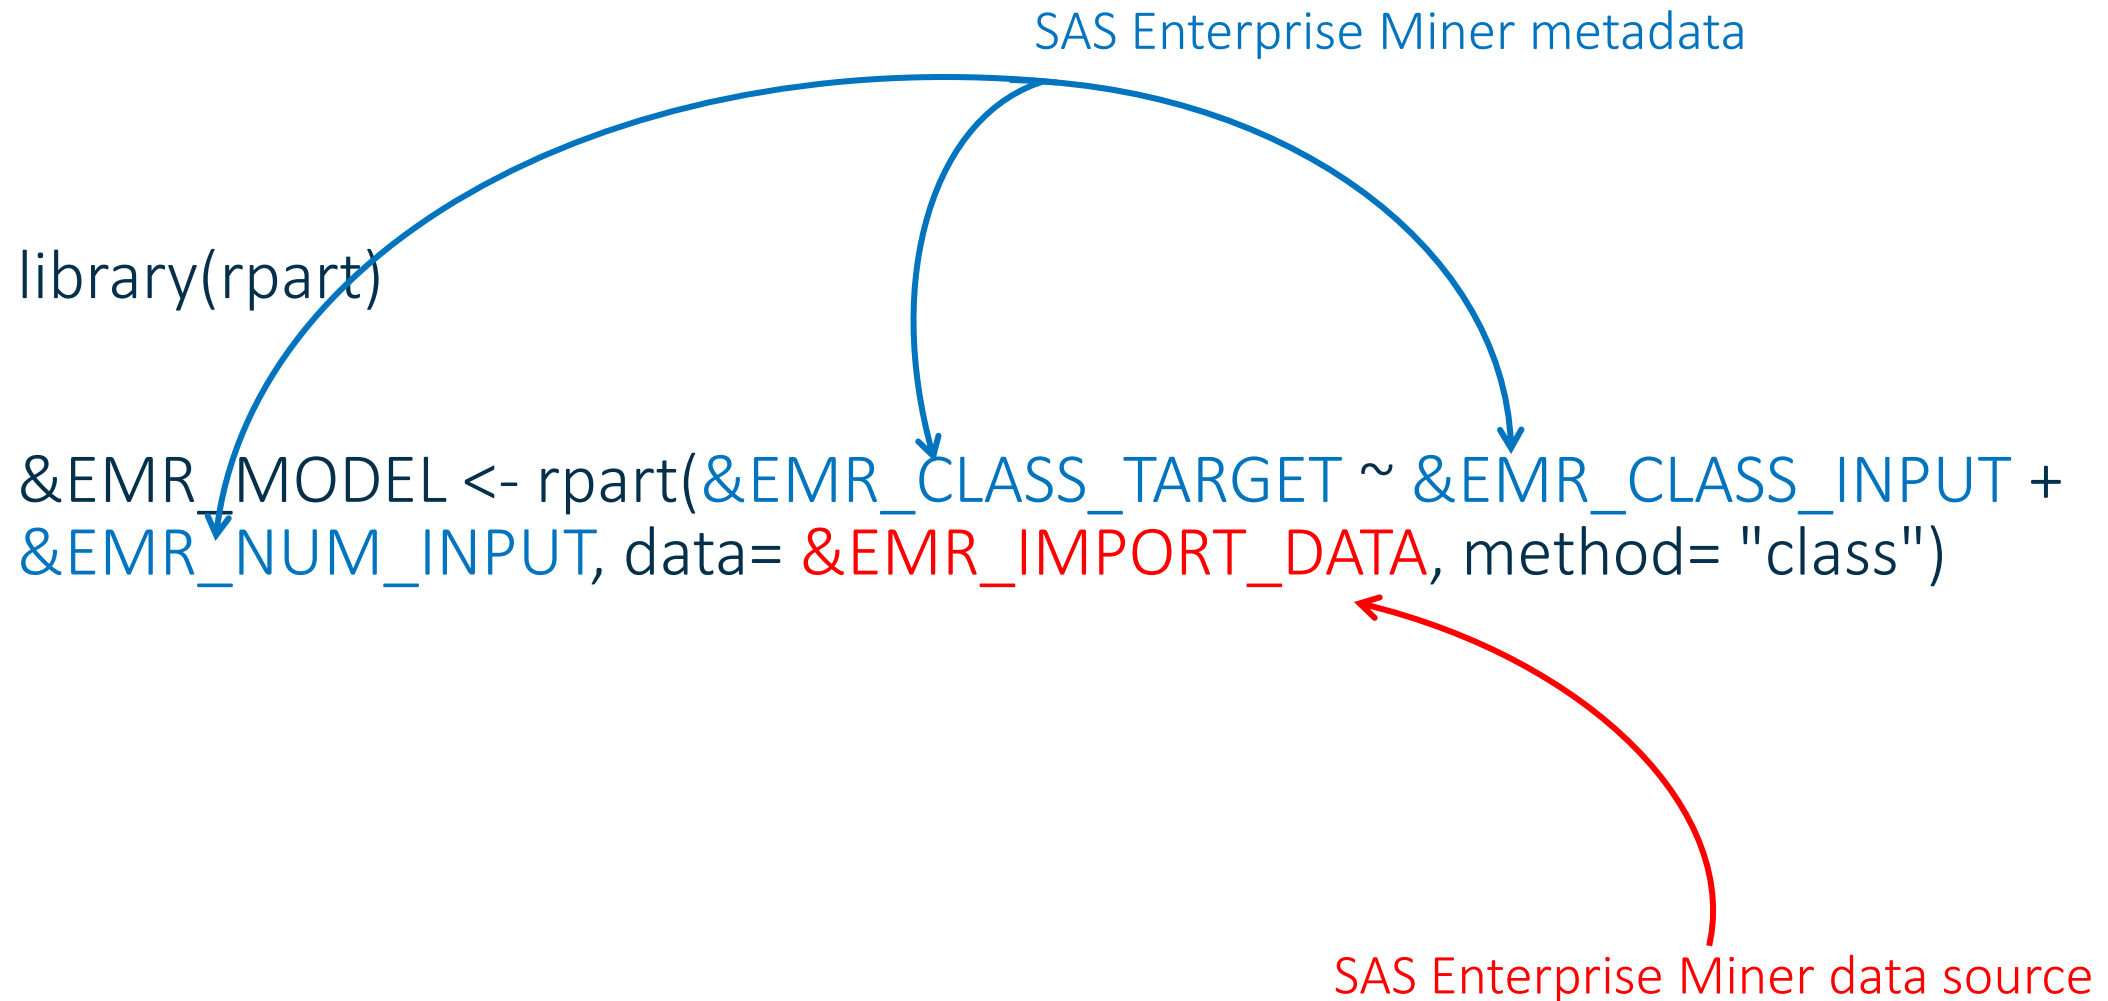 SAS Enterprise Miner metadata
library(rpart)
&EMR_MODEL <- rpart(&EMR_CLASS_TARGET ~ &EMR_CLASS_INPUT +
&EMR_NUM_INPUT, data= &EMR_IMPORT_DATA, method= "class")
SAS Enterprise Miner data source